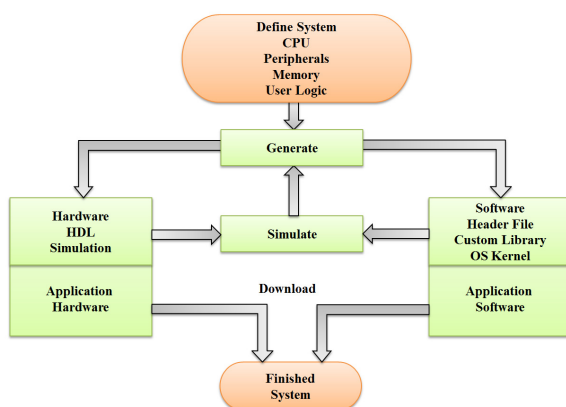 Define System
CPU
Peripherals
Memory
User Logic
Generate
Hardware
HDL
Simulation
Simulate
Software
Header File
Custom Library
OS Kernel
Application
Hardware
Download
Application
Software
Finished
System